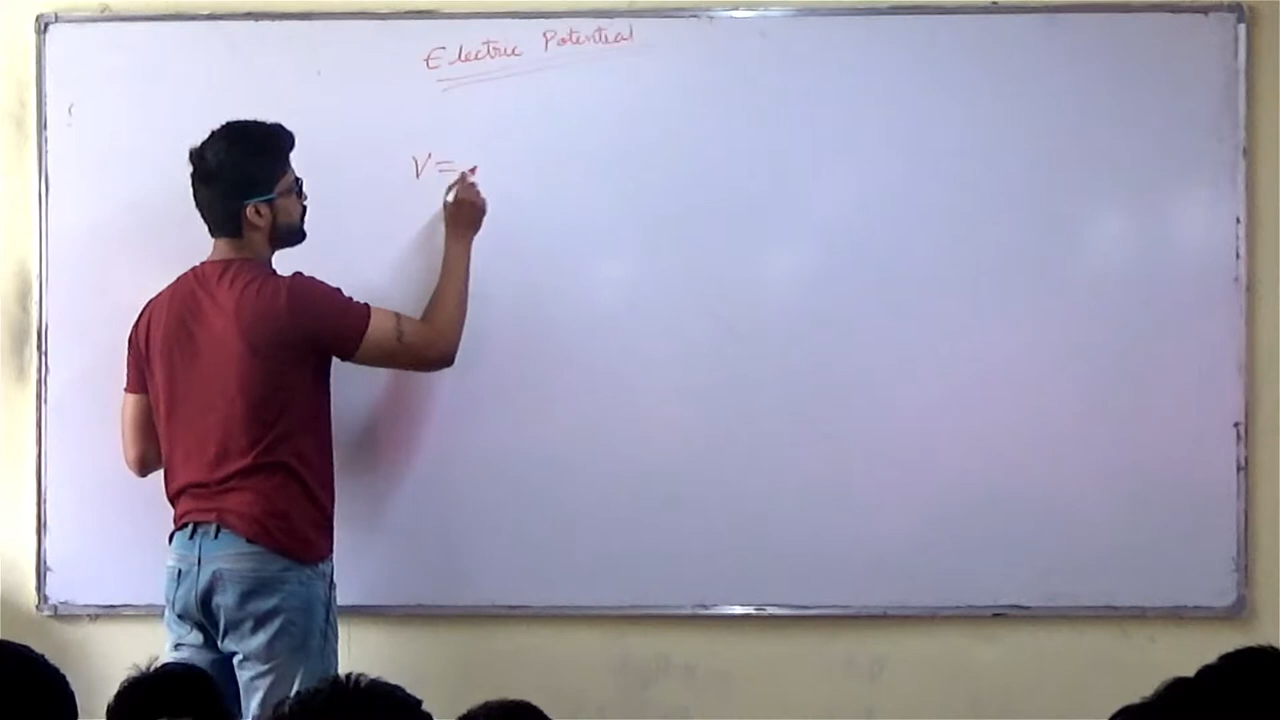 Electric Potential
V =